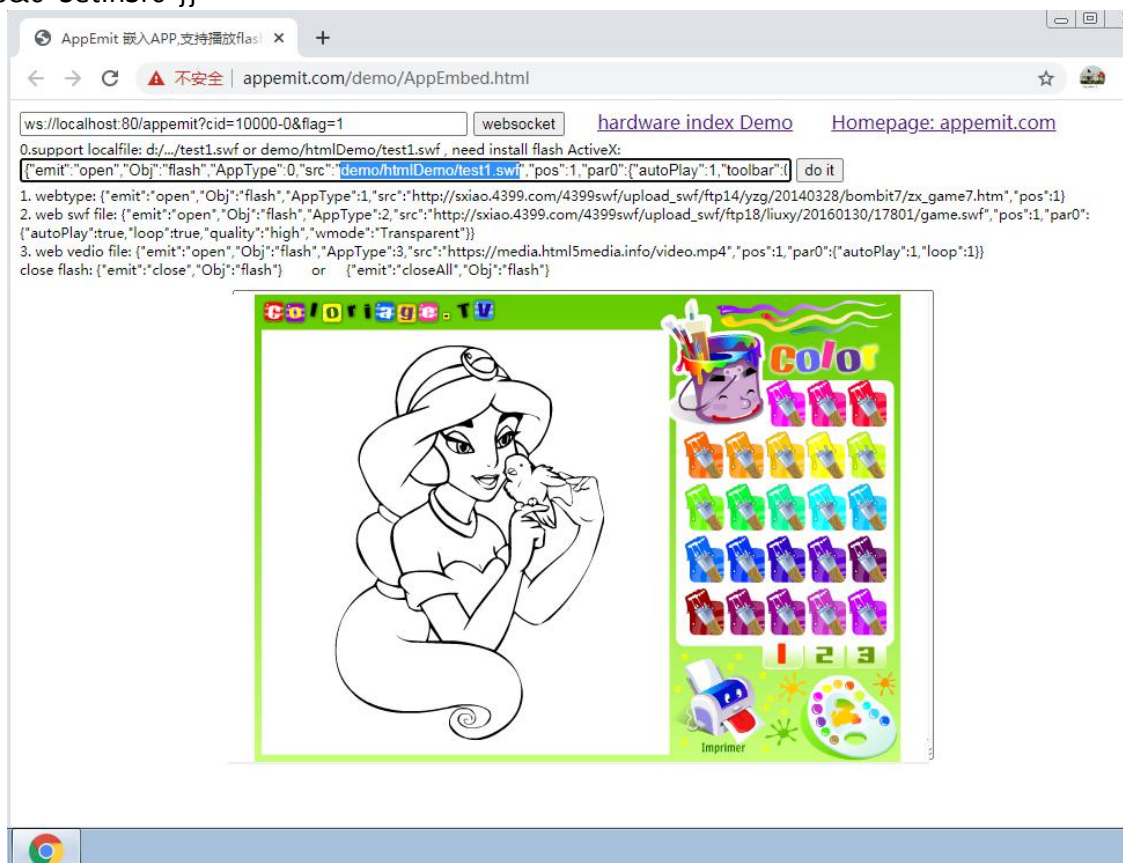 AppEmit 嵌入APP,支持播放flas
不安全 | appemit.com/demo/AppEmbed.html
ws://localhost:80/appemit?cid=10000-0&flag=1 websocket hardware index Demo Homepage: appemit.com
0.support localfile: d:/.../test1.swf or demo/htmlDemo/test1.swf , need install flash ActiveX:
{"emit":"open","Obj":"flash","AppType":0,"src":"demo/htmlDemo/test1.swf","pos":1,"par0":{"autoPlay":1,"toolbar":( do it
1. webtype: {"emit":"open","Obj":"flash","AppType":1,"src":"http://sxiao.4399.com/4399swf/upload_swf/ftp14/yzg/20140328/bombit7/zx_game7.htm","pos":1}
2. web swf file: {"emit":"open","Obj":"flash","AppType":2,"src":"http://sxiao.4399.com/4399swf/upload_swf/ftp18/liuxy/20160130/17801/game.swf","pos":1,"par0":
{"autoPlay":true,"loop":true,"quality":"high","wmode":"Transparent"}}
3. web vedio file: {"emit":"open","Obj":"flash","AppType":3,"src":"https://media.html5media.info/video.mp4","pos":1,"par0":{"autoPlay":1,"loop":1}}
close flash: {"emit":"close","Obj":"flash"} or {"emit":"closeAll","Obj":"flash"}
Coloriage.TV
Color
1 2 3
Imprimer